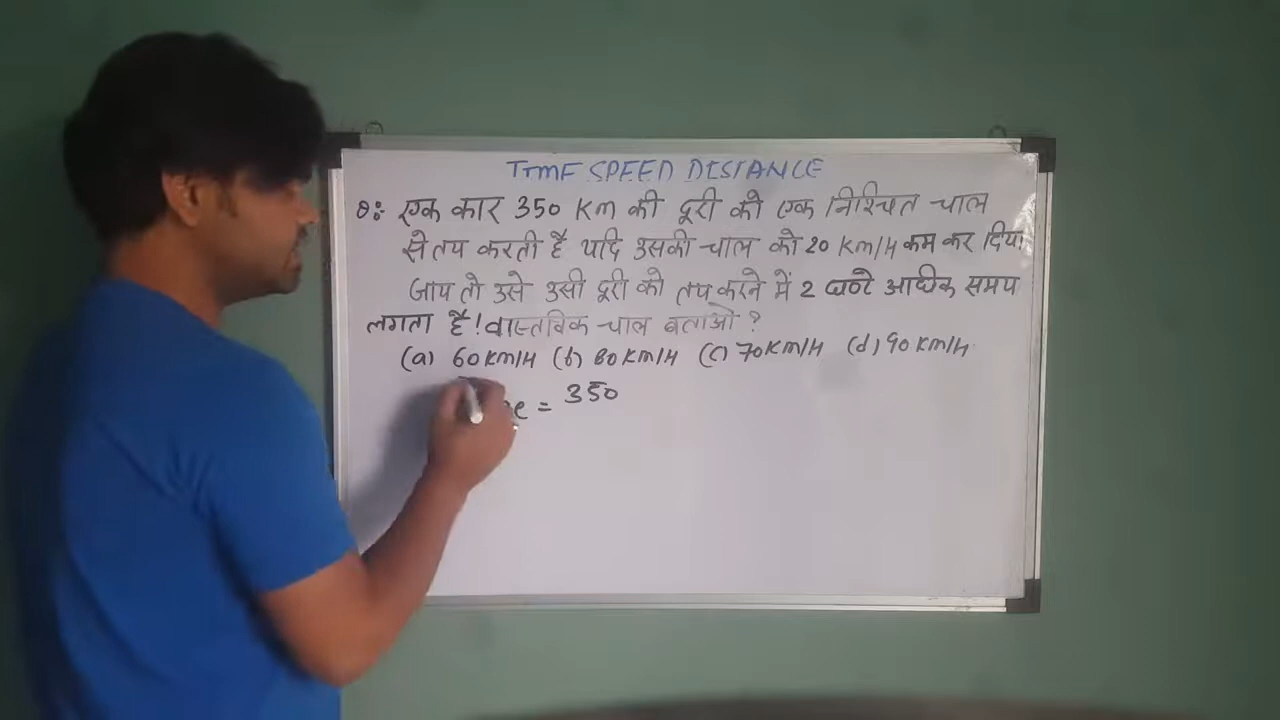 TIME SPEED DISTANCE
Q:- एक कार 350 Km की दूरी को एक निश्चित चाल
से तय करती है यदि उसकी चाल को 20 Km/H कम कर दिया
जाय तो उसे उसी दूरी को तय करने में 2 घण्टे अधिक समय
लगता है! वास्तविक चाल बताओ ?
(a) 60 Km/H (b) 80 Km/H (c) 70 Km/H (d) 90 Km/H
= 350